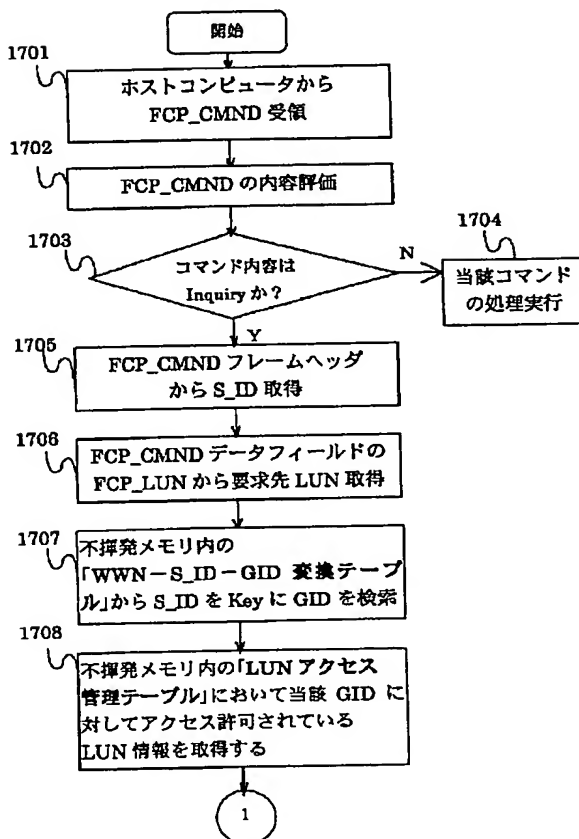 開始
1701
ホストコンピュータから
FCP_CMND 受領
1702
FCP_CMND の内容評価
1703
コマンド内容は
Inquiryか？
N
1704
当該コマンド
の処理実行
Y
1705
FCP_CMND フレームヘッダ
から S_ID 取得
1706
FCP_CMND データフィールドの
FCP_LUN から要求先 LUN 取得
1707
不揮発メモリ内の
「WWN－S_ID－GID 変換テーブ
ル」から S_ID を Key に GID を検索
1708
不揮発メモリ内の「LUN アクセス
管理テーブル」において当該 GID に
対してアクセス許可されている
LUN 情報を取得する
1